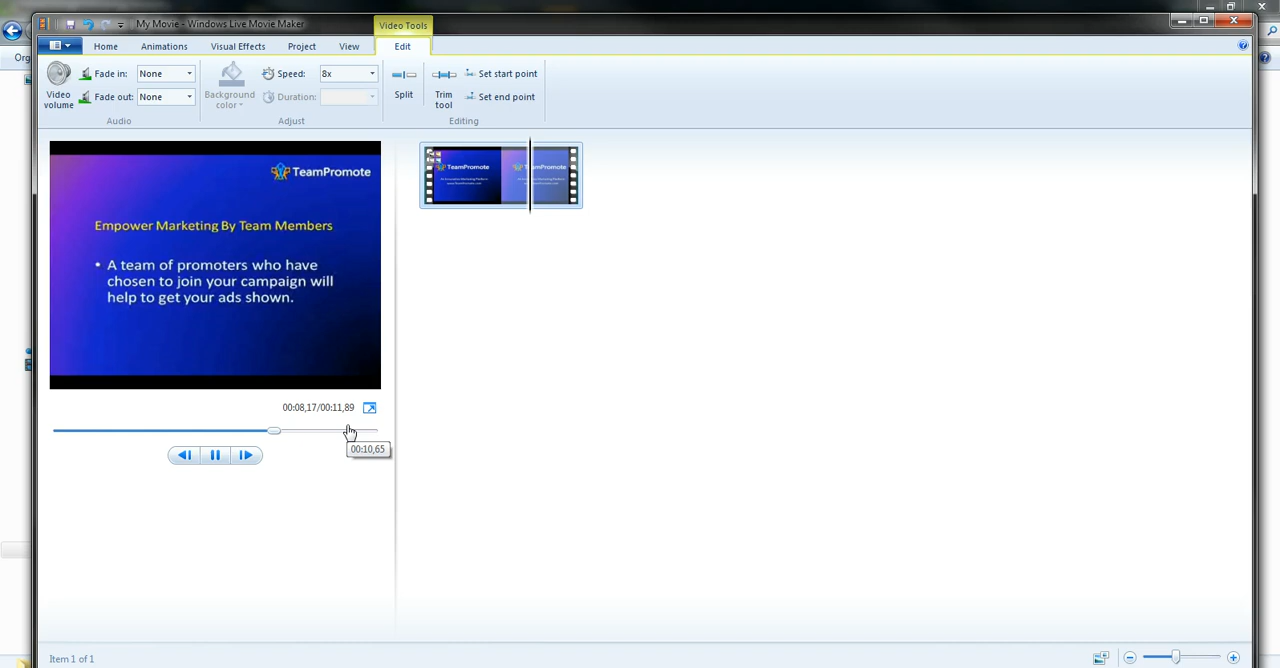 My Movie - Windows Live Movie Maker
Video Tools
Home
Animations
Visual Effects
Project
View
Edit
Org
Video volume
Fade in: None
Fade out: None
Audio
Background color
Speed: 8x
Duration:
Adjust
Split
Trim tool
Set start point
Set end point
Editing
TeamPromote
Empower Marketing By Team Members
• A team of promoters who have
chosen to join your campaign will
help to get your ads shown.
TeamPromote
TeamPromote
00:08,17/00:11,89
00:10,65
Item 1 of 1